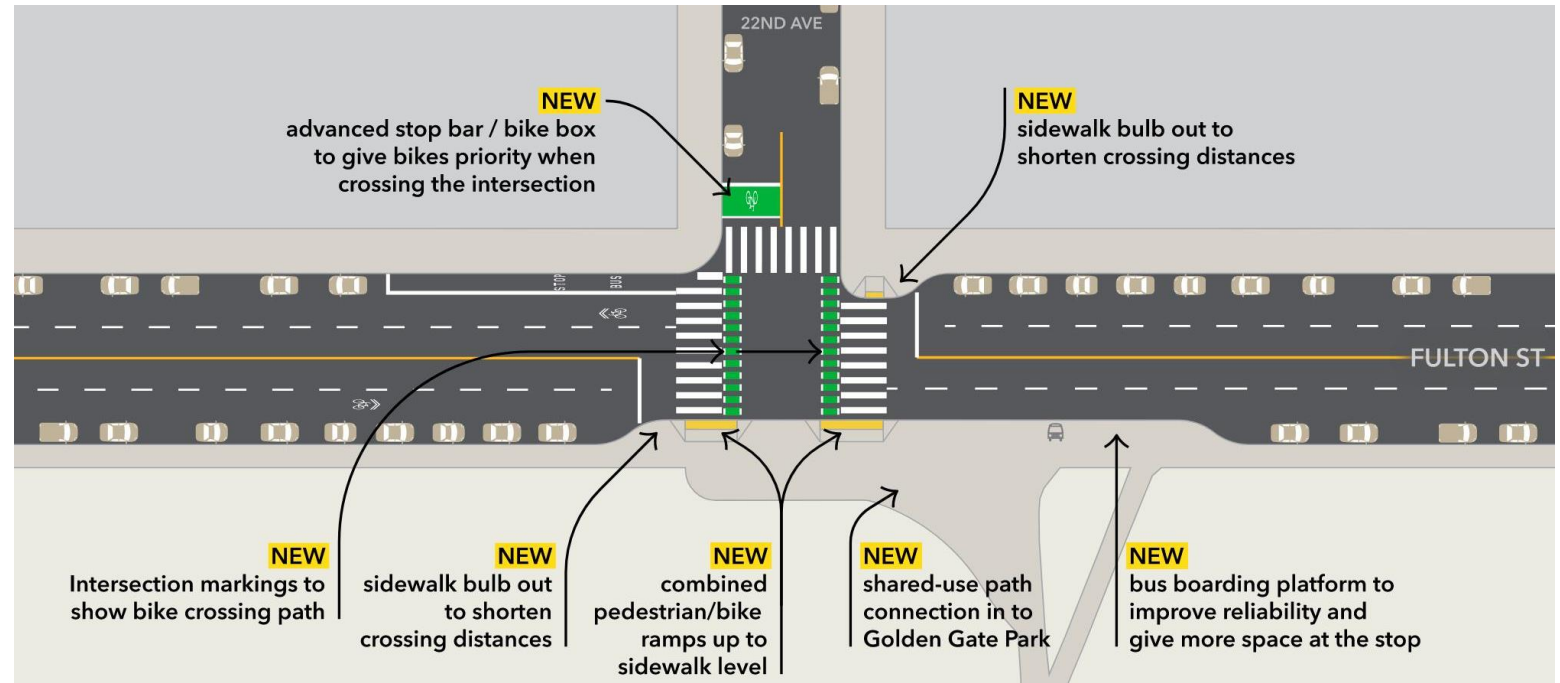 22ND AVE
NEW
advanced stop bar / bike box
to give bikes priority when
crossing the intersection
NEW
sidewalk bulb out to
shorten crossing distances
STOP
BUS
FULTON ST
NEW
Intersection markings to
show bike crossing path
NEW
sidewalk bulb out
to shorten
crossing distances
NEW
combined
pedestrian/bike
ramps up to
sidewalk level
NEW
shared-use path
connection in to
Golden Gate Park
NEW
bus boarding platform to
improve reliability and
give more space at the stop